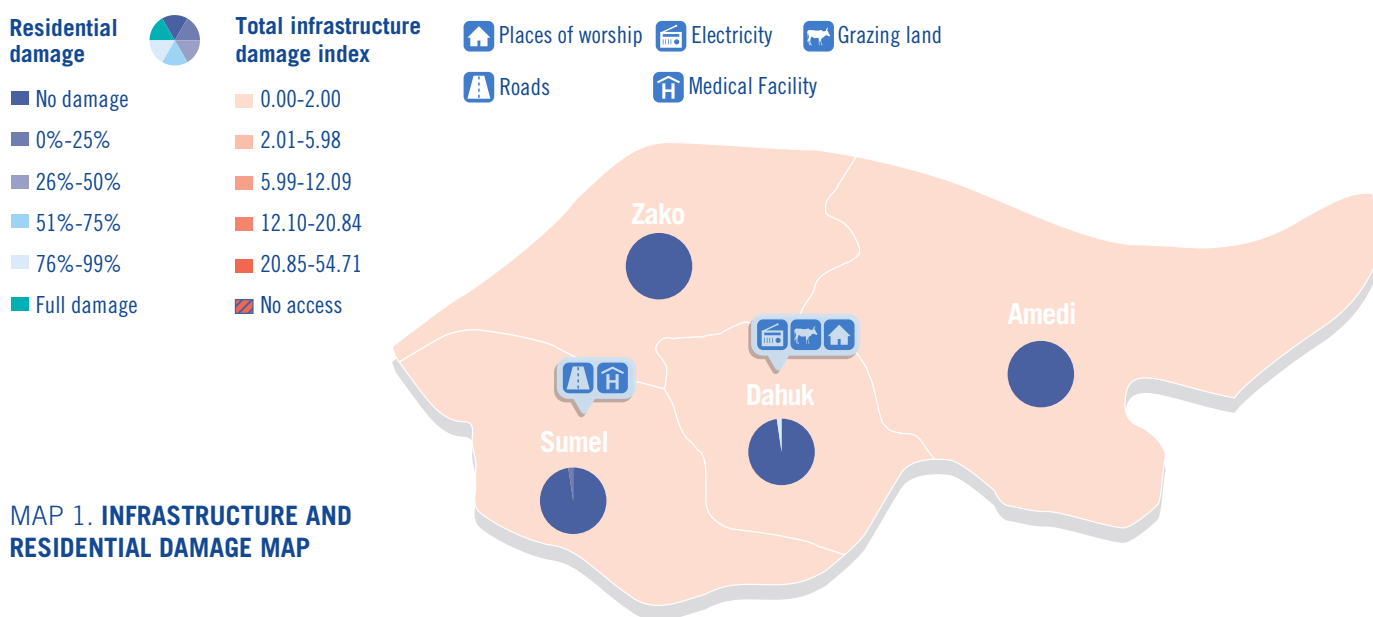 Residential
damage
No damage
0%-25%
26%-50%
51%-75%
76%-99%
Full damage
Total infrastructure
damage index
0.00-2.00
2.01-5.98
5.99-12.09
12.10-20.84
20.85-54.71
No access
Places of worship
Electricity
Grazing land
Roads
Medical Facility
Zako
Amedi
Dahuk
Sumel
MAP 1. INFRASTRUCTURE AND
RESIDENTIAL DAMAGE MAP